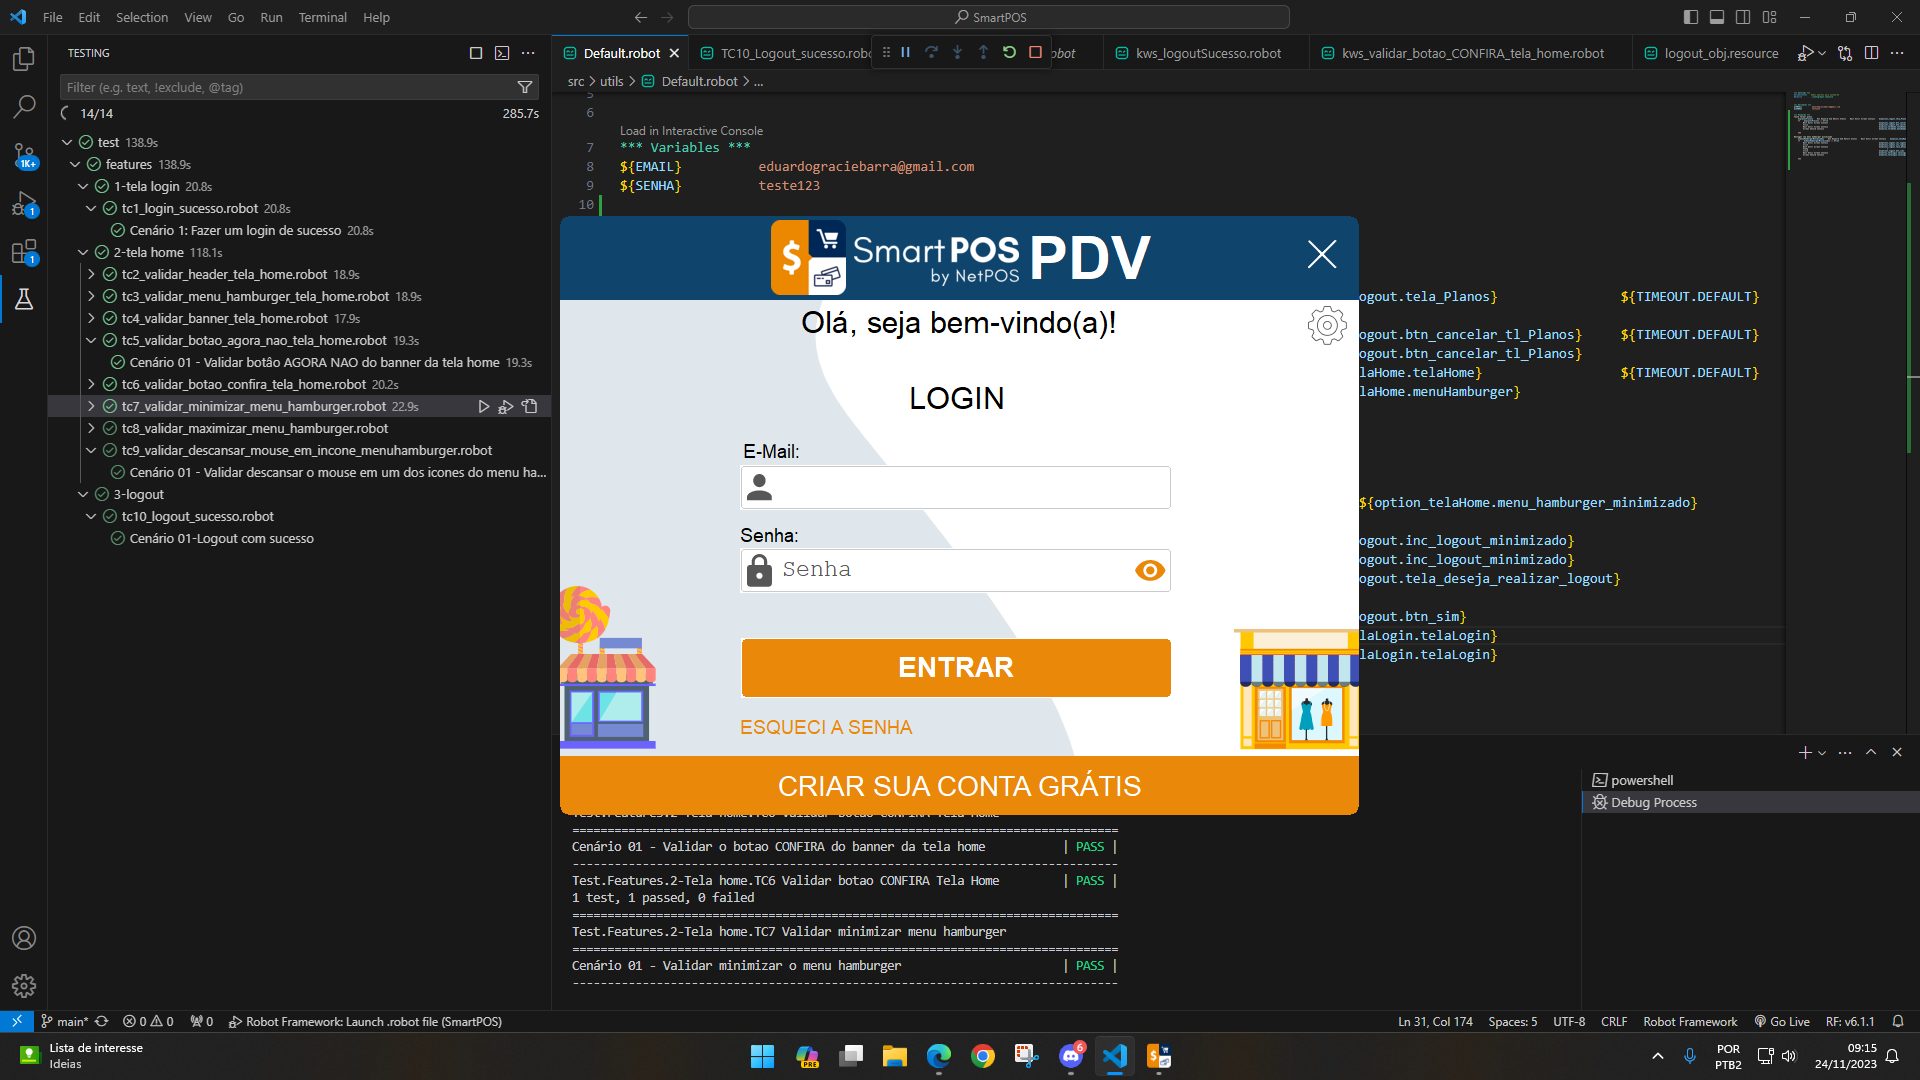 File Edit Selection View Go Run Terminal Help
SmartPOS
TESTING
Filter (e.g. text, !exclude, @tag)
14/14 285.7s
test 138.9s
features 138.9s
1-tela login 20.8s
tc1_login_sucesso.robot 20.8s
Cenário 1: Fazer um login de sucesso 20.8s
2-tela home 118.1s
tc2_validar_header_tela_home.robot 18.9s
tc3_validar_menu_hamburger_tela_home.robot 18.9s
tc4_validar_banner_tela_home.robot 17.9s
tc5_validar_botao_agora_nao_tela_home.robot 19.3s
Cenário 01 - Validar botão AGORA NAO do banner da tela home 19.3s
tc6_validar_botao_confira_tela_home.robot 20.2s
tc7_validar_minimizar_menu_hamburger.robot 22.9s
tc8_validar_maximizar_menu_hamburger.robot
tc9_validar_descansar_mouse_em_incone_menuhamburger.robot
Cenário 01 - Validar descansar o mouse em um dos icones do menu ha...
3-logout
tc10_logout_sucesso.robot
Cenário 01-Logout com sucesso
Default.robot TC10_Logout_sucesso.robo obot kws_logoutSucesso.robot kws_validar_botao_CONFIRA_tela_home.robot logout_obj.resource
src > utils > Default.robot > ...
5
6
Load in Interactive Console
7 *** Variables ***
8 ${EMAIL} eduardograciebarra@gmail.com
9 ${SENHA} teste123
10
ogout.tela_Planos} ${TIMEOUT.DEFAULT}
ogout.btn_cancelar_tl_Planos} ${TIMEOUT.DEFAULT}
ogout.btn_cancelar_tl_Planos}
laHome.telaHome} ${TIMEOUT.DEFAULT}
laHome.menuHamburger}
${option_telaHome.menu_hamburger_minimizado}
ogout.inc_logout_minimizado}
ogout.inc_logout_minimizado}
ogout.tela_deseja_realizar_logout}
ogout.btn_sim}
laLogin.telaLogin}
laLogin.telaLogin}
$ SmartPOS PDV
by NetPOS
Olá, seja bem-vindo(a)!
LOGIN
E-Mail:
Senha:
Senha
ENTRAR
ESQUECI A SENHA
CRIAR SUA CONTA GRÁTIS
powershell
Debug Process
==============================================================================
Cenário 01 - Validar o botao CONFIRA do banner da tela home | PASS |
------------------------------------------------------------------------------
Test.Features.2-Tela home.TC6 Validar botao CONFIRA Tela Home | PASS |
1 test, 1 passed, 0 failed
==============================================================================
Test.Features.2-Tela home.TC7 Validar minimizar menu hamburger
==============================================================================
Cenário 01 - Validar minimizar o menu hamburger | PASS |
------------------------------------------------------------------------------
1K+
1
1
main* 0 0 0 Robot Framework: Launch .robot file (SmartPOS)
Ln 31, Col 174 Spaces: 5 UTF-8 CRLF Robot Framework Go Live RF: v6.1.1
Lista de interesse
Ideias
PRE
6
POR
PTB2
09:15
24/11/2023